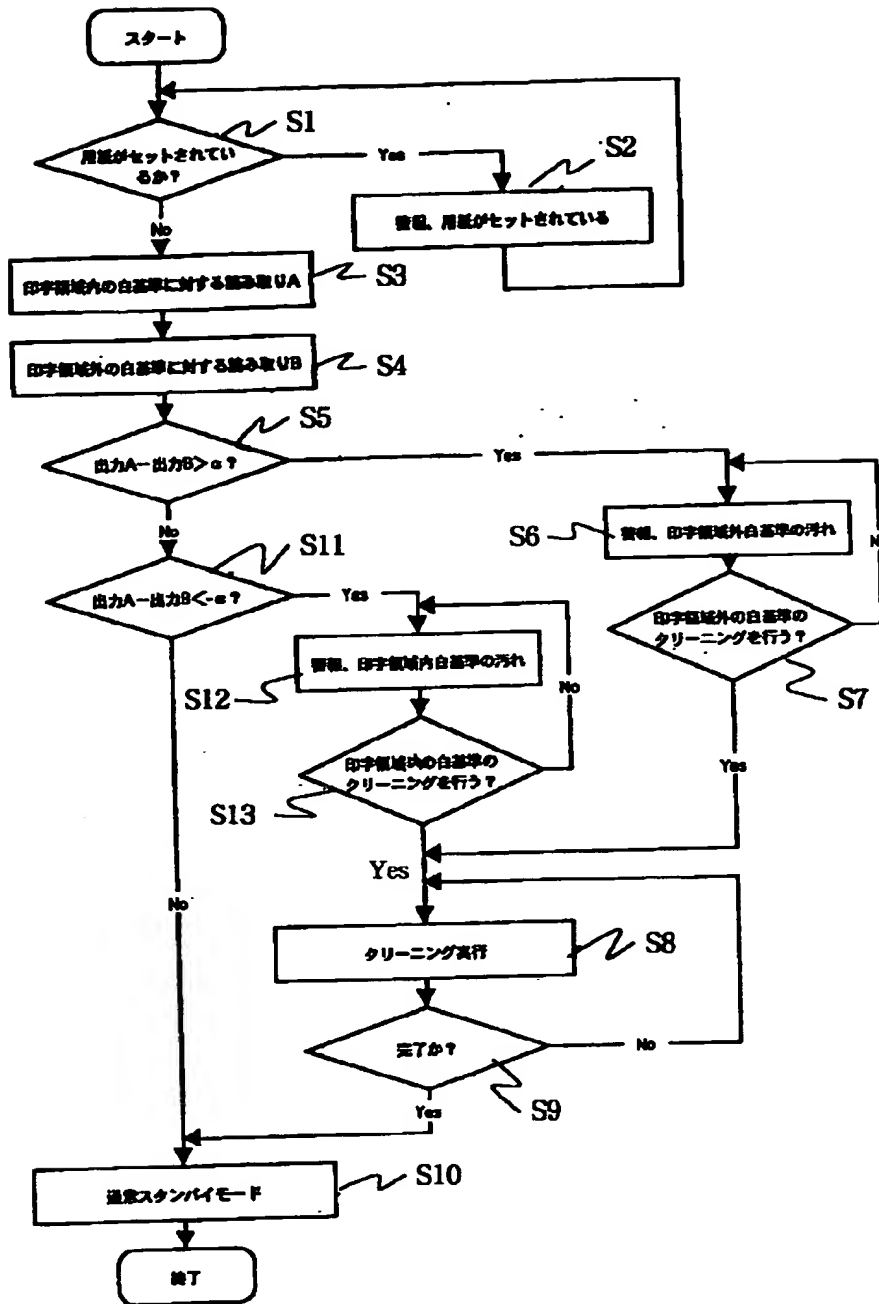 スタート
S1
用紙がセットされてい
るか？
Yes
S2
警報、用紙がセットされている
No
印字領域内の白基準に対する読み取りA
S3
印字領域外の白基準に対する読み取りB
S4
S5
出力A－出力B＞α？
Yes
No
S6
警報、印字領域外白基準の汚れ
N
S11
出力A－出力B＜-α？
Yes
印字領域外の白基準の
クリーニングを行う？
S7
警報、印字領域内白基準の汚れ
S12
No
印字領域内の白基準の
クリーニングを行う？
S13
Yes
Yes
No
クリーニング実行
S8
完了か？
No
S9
Yes
スタンバイモード
S10
終了